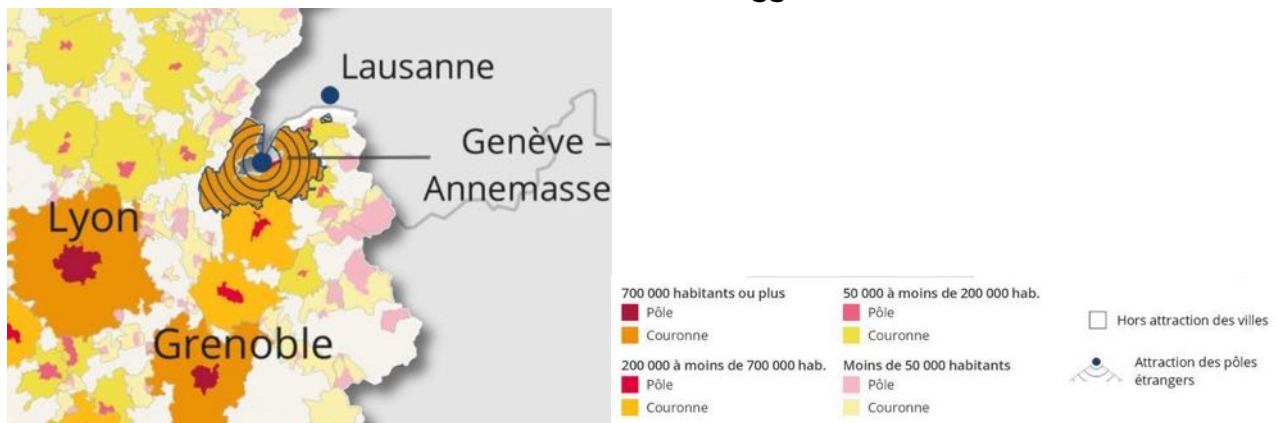 Lausanne
Genève –
Annemasse
Lyon
Grenoble
700 000 habitants ou plus
Pôle
Couronne
200 000 à moins de 700 000 hab.
Pôle
Couronne
50 000 à moins de 200 000 hab.
Pôle
Couronne
Moins de 50 000 habitants
Pôle
Couronne
Hors attraction des villes
Attraction des pôles
étrangers